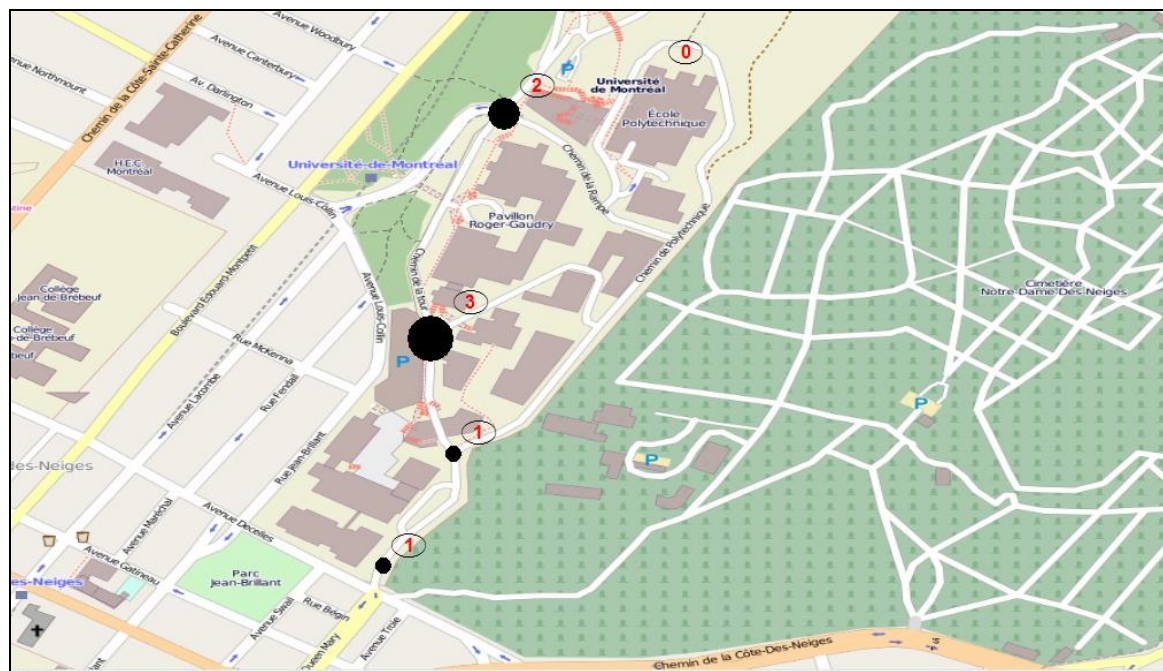 Avenue Woodbury
Avenue Canterbury
Chemin de la Côte-Sainte-Catherine
Avenue Northmount
Av. Darlington
0
2
P
Université
de Montréal
École
Polytechnique
H.E.C.
Montréal
Université-de-Montréal
Avenue Louis-Colin
Chemin de la Rampe
Pavillon
Roger-Gaudry
Chemin de Polytechnique
Chemin de la tour
Boulevard Édouard-Montpetit
Collège
Jean de-Brébeuf
Collège
de-Brébeuf
Avenue Louis-Colin
3
Cimetière
Notre-Dame-Des-Neiges
Rue McKenna
P
Avenue Lacombe
Rue Fendall
P
1
P
Rue Jean-Brillant
des-Neiges
Avenue Maréchal
Avenue Decelles
1
Avenue Gatineau
Parc
Jean-Brillant
des-Neiges
Rue Bégin
Avenue Swail
Avenue Troie
Queen Mary
Chemin de la Côte-Des-Neiges